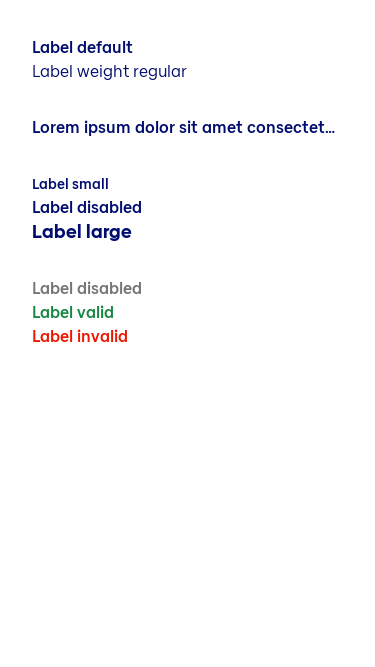 Label default
Label weight regular
Lorem ipsum dolor sit amet consectet...
Label small
Label disabled
Label large
Label disabled
Label valid
Label invalid